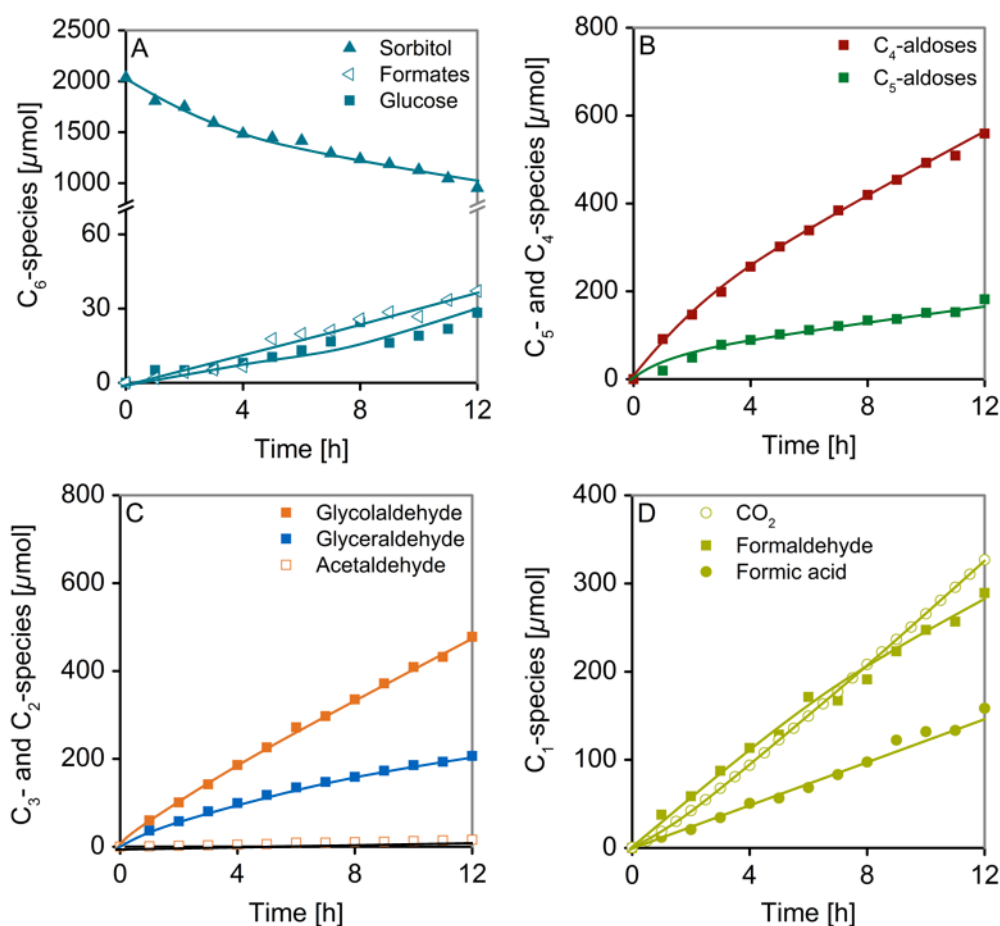 A
2500
2000
1500
1000
60
30
0
C₆-species [µmol]
Sorbitol
Formates
Glucose
0 4 8 12
Time [h]
B
800
600
400
200
0
C₅- and C₄-species [µmol]
C₄-aldoses
C₅-aldoses
0 4 8 12
Time [h]
C
800
600
400
200
0
C₃- and C₂-species [µmol]
Glycolaldehyde
Glyceraldehyde
Acetaldehyde
0 4 8 12
Time [h]
D
400
300
200
100
0
C₁-species [µmol]
CO₂
Formaldehyde
Formic acid
0 4 8 12
Time [h]